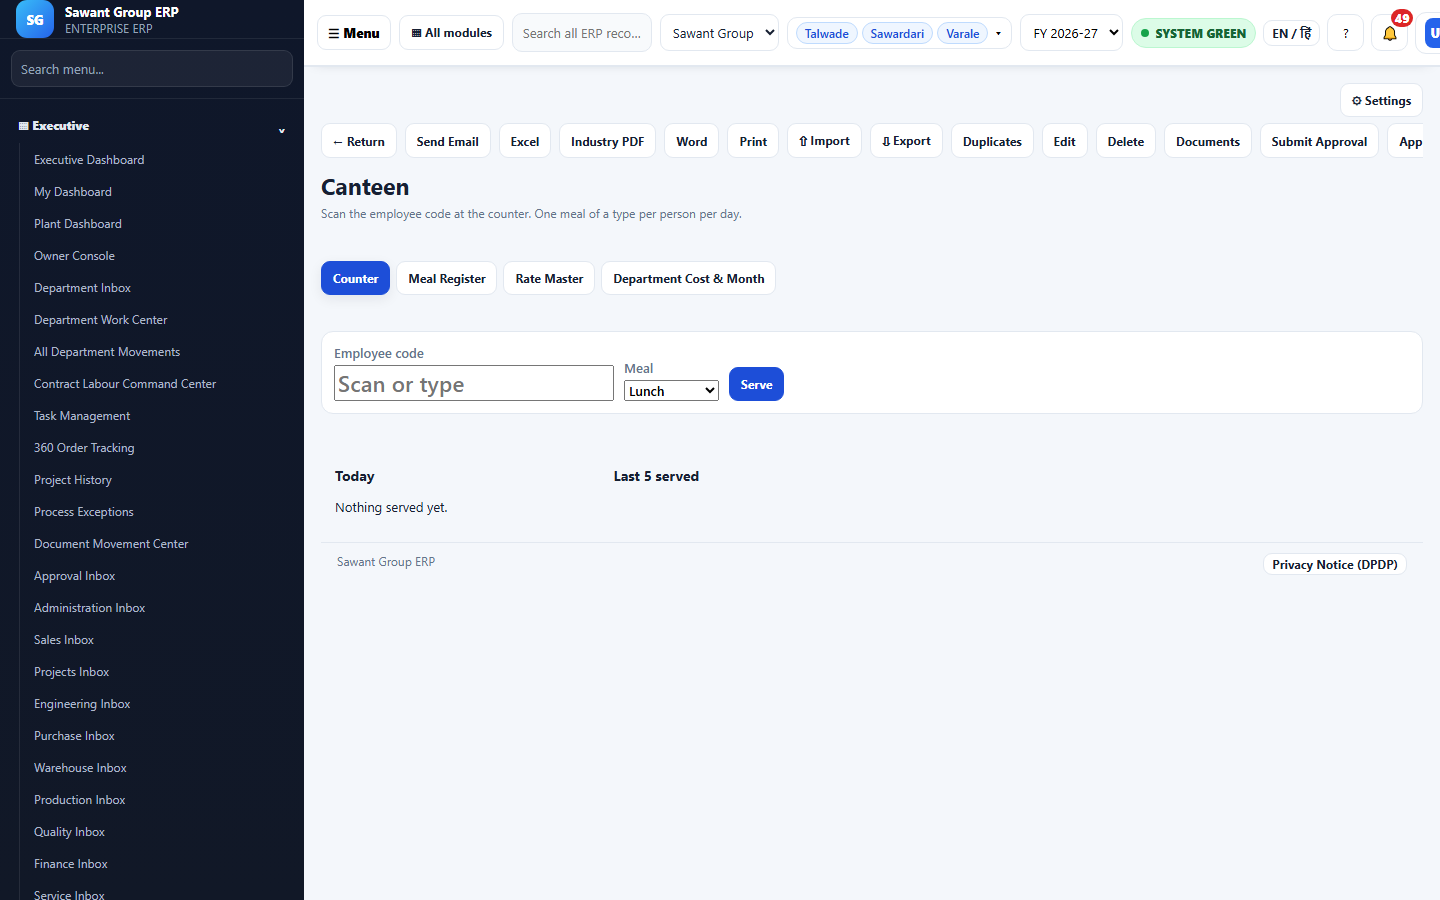 SG
Sawant Group ERP
ENTERPRISE ERP
Search menu...
Executive
Executive Dashboard
My Dashboard
Plant Dashboard
Owner Console
Department Inbox
Department Work Center
All Department Movements
Contract Labour Command Center
Task Management
360 Order Tracking
Project History
Process Exceptions
Document Movement Center
Approval Inbox
Administration Inbox
Sales Inbox
Projects Inbox
Engineering Inbox
Purchase Inbox
Warehouse Inbox
Production Inbox
Quality Inbox
Finance Inbox
Service Inbox
☰ Menu
All modules
Search all ERP reco...
Sawant Group
Talwade Sawardari Varale
FY 2026-27
SYSTEM GREEN
EN / हिं
?
49
U
⚙ Settings
← Return
Send Email
Excel
Industry PDF
Word
Print
⇧ Import
⇩ Export
Duplicates
Edit
Delete
Documents
Submit Approval
App
Canteen
Scan the employee code at the counter. One meal of a type per person per day.
Counter
Meal Register
Rate Master
Department Cost & Month
Employee code
Scan or type
Meal
Lunch
Serve
Today
Nothing served yet.
Last 5 served
Sawant Group ERP
Privacy Notice (DPDP)